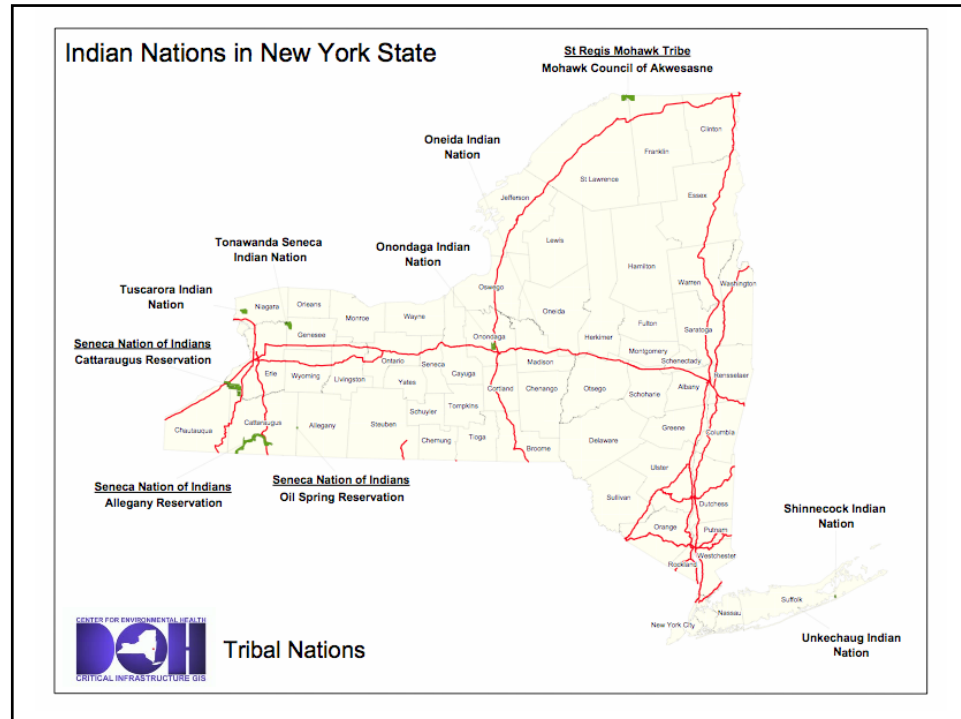 Indian Nations in New York State
St Regis Mohawk Tribe
Mohawk Council of Akwesasne
Clinton
Franklin
Oneida Indian
Nation
St Lawrence
Essex
Jefferson
Tonawanda Seneca
Indian Nation
Onondaga Indian
Nation
Lewis
Hamilton
Warren
Washington
Tuscarora Indian
Nation
Oswego
Niagara
Orleans
Monroe
Wayne
Oneida
Fulton
Saratoga
Genesee
Onondaga
Herkimer
Montgomery
Schenectady
Seneca Nation of Indians
Cattaraugus Reservation
Ontario
Seneca
Cayuga
Madison
Rensselaer
Erie
Wyoming
Livingston
Yates
Cortland
Chenango
Otsego
Schoharie
Albany
Schuyler
Tompkins
Chautauqua
Cattaraugus
Allegany
Steuben
Chemung
Tioga
Broome
Delaware
Greene
Columbia
Seneca Nation of Indians
Allegany Reservation
Seneca Nation of Indians
Oil Spring Reservation
Ulster
Sullivan
Dutchess
Orange
Putnam
Westchester
Rockland
Shinnecock Indian
Nation
Suffolk
Nassau
New York City
Unkechaug Indian
Nation
CENTER FOR ENVIRONMENTAL HEALTH
DOH
CRITICAL INFRASTRUCTURE GIS
Tribal Nations